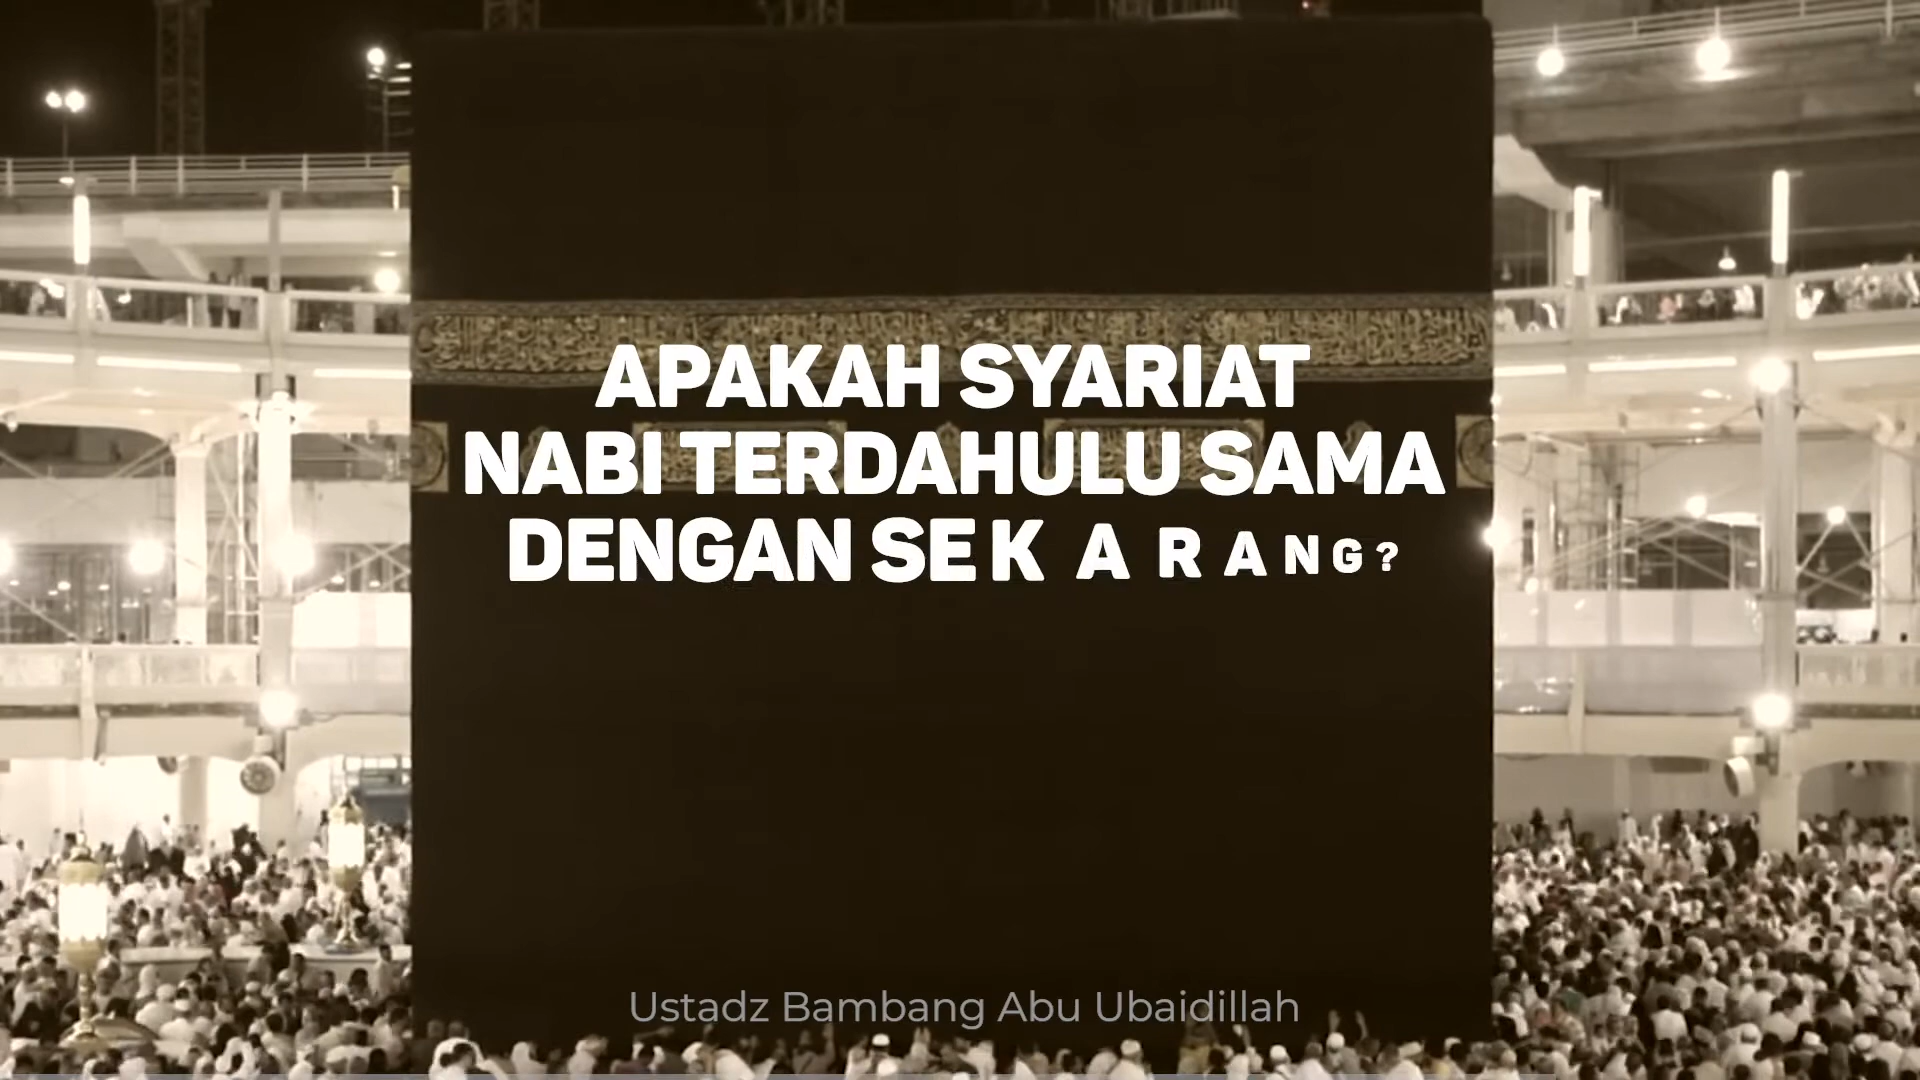 APAKAH SYARIAT
NABI TERDAHULU SAMA
DENGAN SEKARANG?
Ustadz Bambang Abu Ubaidillah